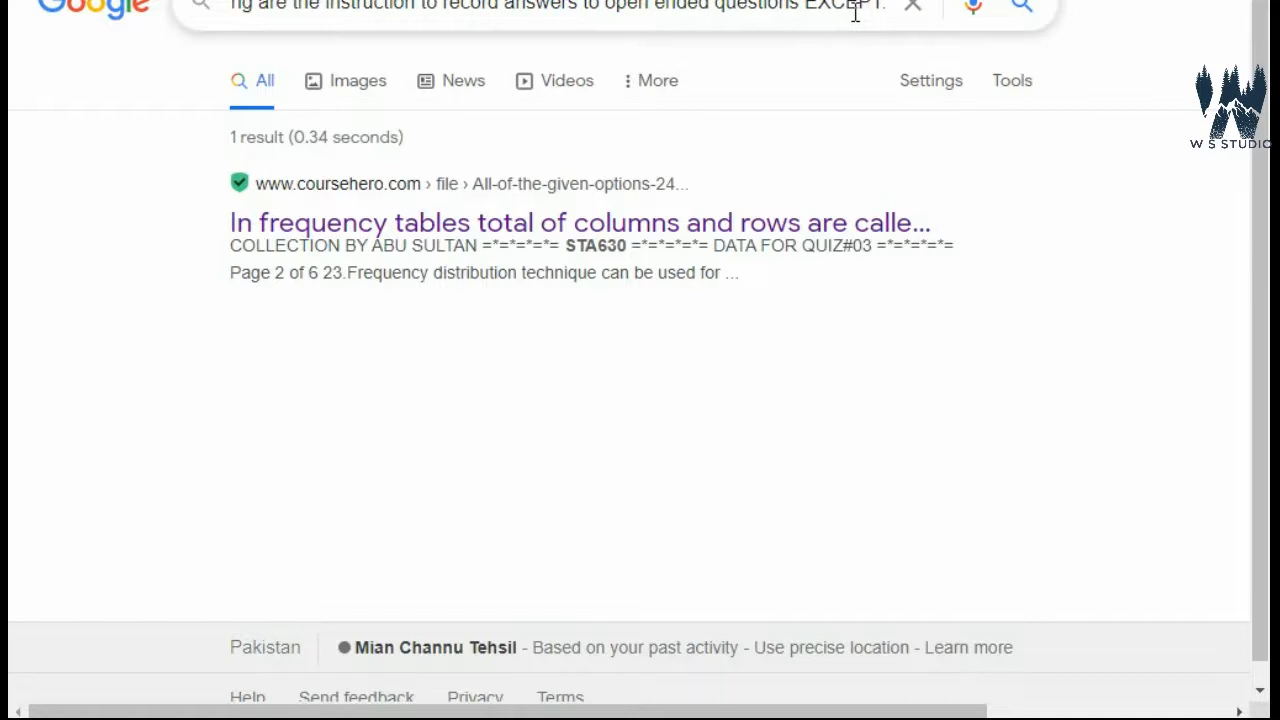 Google
ng are the instruction to record answers to open ended questions EXCEPT.
All Images News Videos More Settings Tools
W S STUDIO
1 result (0.34 seconds)
www.coursehero.com › file › All-of-the-given-options-24...
In frequency tables total of columns and rows are calle...
COLLECTION BY ABU SULTAN =*=*=*=*= STA630 =*=*=*=*= DATA FOR QUIZ#03 =*=*=*=*=
Page 2 of 6 23.Frequency distribution technique can be used for ...
Pakistan Mian Channu Tehsil - Based on your past activity - Use precise location - Learn more
Help Send feedback Privacy Terms